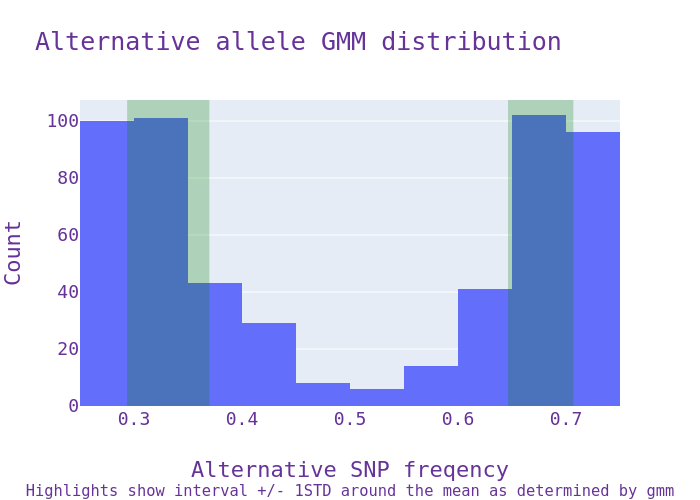 Alternative allele GMM distribution
100
80
60
40
20
0
Count
0.3 0.4 0.5 0.6 0.7
Alternative SNP freqency
Highlights show interval +/- 1STD around the mean as determined by gmm